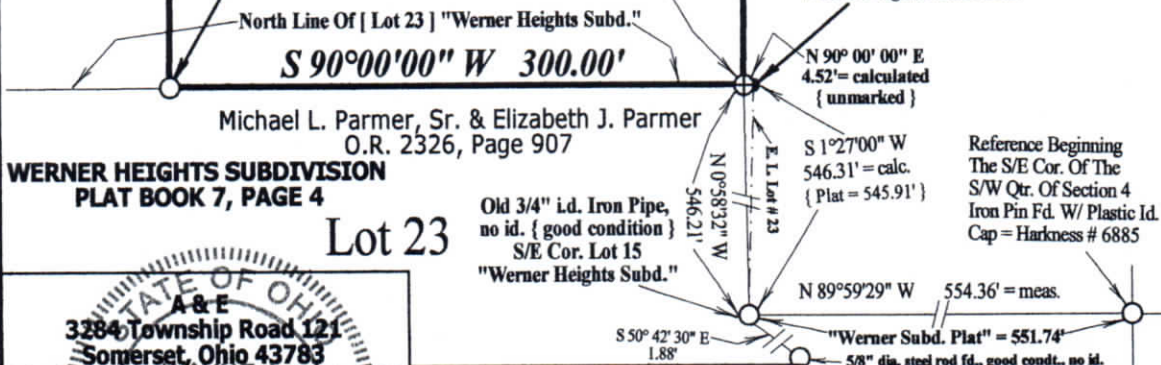 North Line Of [ Lot 23 ] "Werner Heights Subd."
S 90°00'00" W 300.00'
N 90° 00' 00" E
4.52'= calculated
{ unmarked }
Michael L. Parmer, Sr. & Elizabeth J. Parmer
O.R. 2326, Page 907
WERNER HEIGHTS SUBDIVISION
PLAT BOOK 7, PAGE 4
Lot 23
Old 3/4" i.d. Iron Pipe,
no id. { good condition }
S/E Cor. Lot 15
"Werner Heights Subd."
N 0°58'32" W
546.21'
E. L. Lot # 23
S 1°27'00" W
546.31' = calc.
{ Plat = 545.91' }
Reference Beginning
The S/E Cor. Of The
S/W Qtr. Of Section 4
Iron Pin Fd. W/ Plastic Id.
Cap = Harkness # 6885
N 89°59'29" W 554.36' = meas.
"Werner Subd. Plat" = 551.74'
S 50° 42' 30" E
1.88'
5/8" dia. steel rod fd., good condt., no id.
STATE OF OHIO
A & E
3284 Township Road 121
Somerset, Ohio 43783